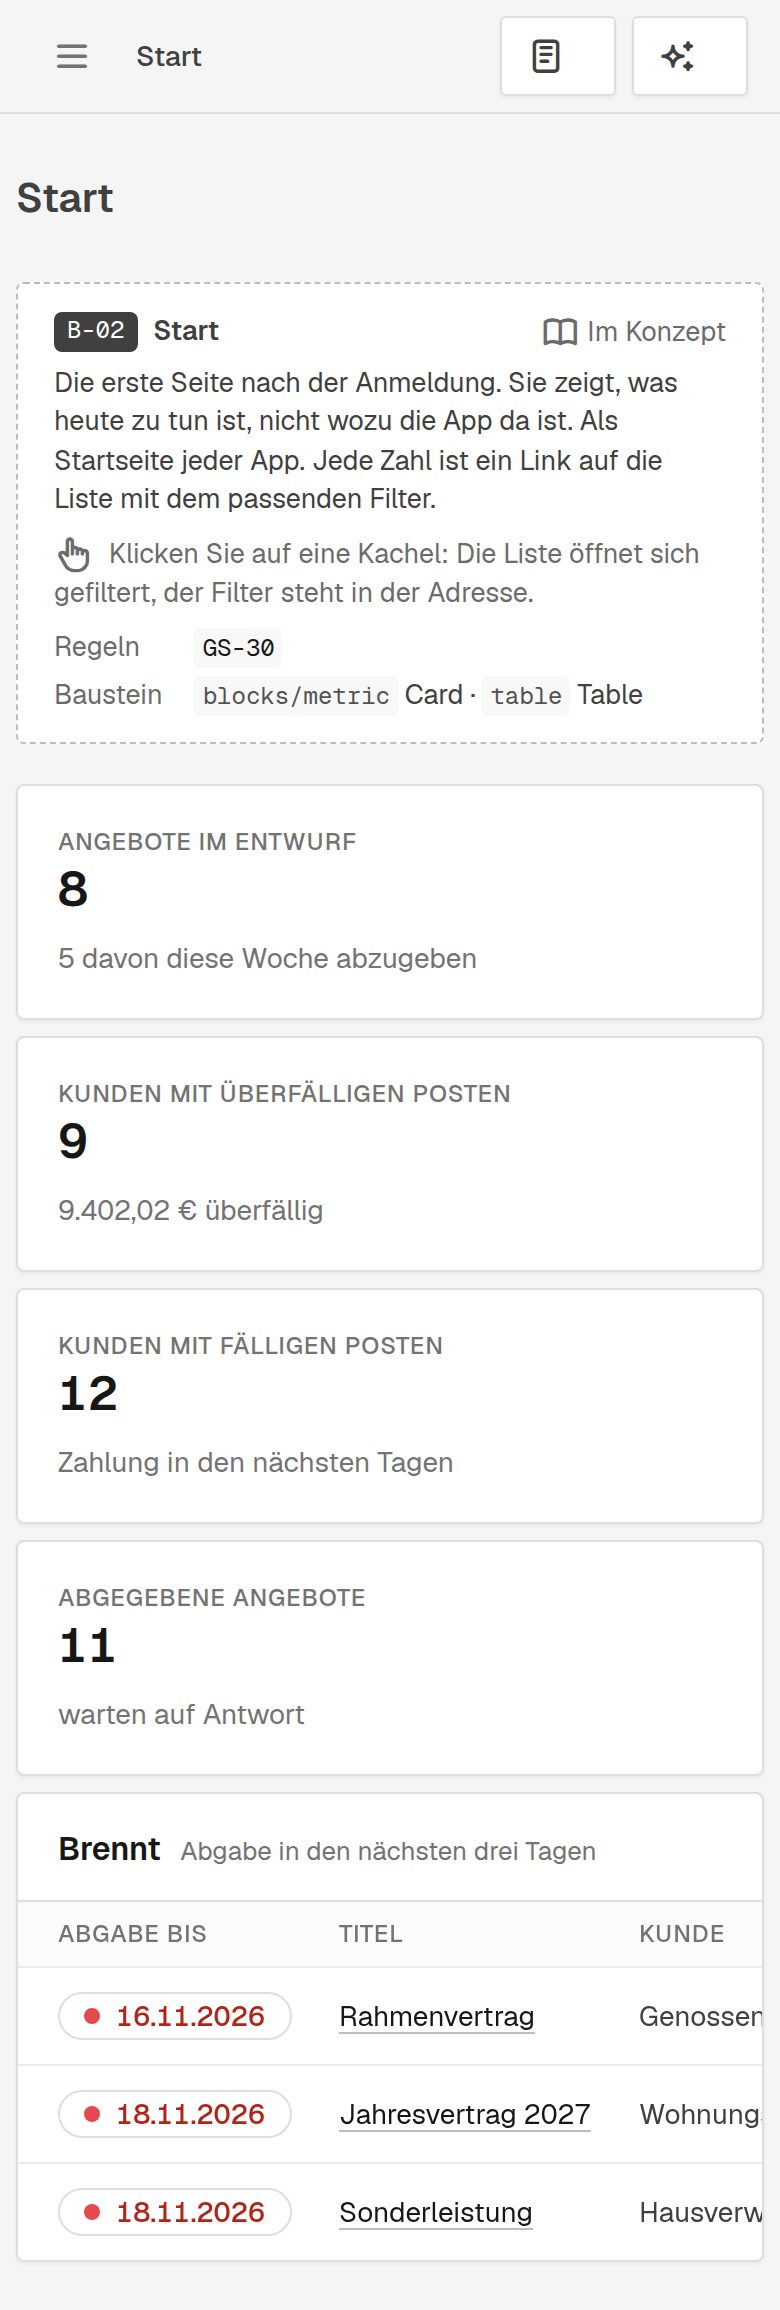 Start
Start
B-02 Start Im Konzept
Die erste Seite nach der Anmeldung. Sie zeigt, was
heute zu tun ist, nicht wozu die App da ist. Als
Startseite jeder App. Jede Zahl ist ein Link auf die
Liste mit dem passenden Filter.
Klicken Sie auf eine Kachel: Die Liste öffnet sich
gefiltert, der Filter steht in der Adresse.
Regeln GS-30
Baustein blocks/metric Card · table Table
ANGEBOTE IM ENTWURF
8
5 davon diese Woche abzugeben
KUNDEN MIT ÜBERFÄLLIGEN POSTEN
9
9.402,02 € überfällig
KUNDEN MIT FÄLLIGEN POSTEN
12
Zahlung in den nächsten Tagen
ABGEGEBENE ANGEBOTE
11
warten auf Antwort
Brennt Abgabe in den nächsten drei Tagen
ABGABE BIS TITEL KUNDE
16.11.2026 Rahmenvertrag Genossen
18.11.2026 Jahresvertrag 2027 Wohnung
18.11.2026 Sonderleistung Hausverw